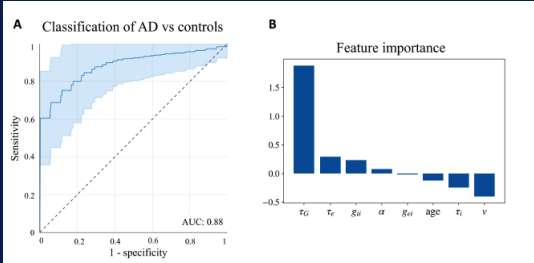 A
Classification of AD vs controls
1
0.8
0.6
0.4
0.2
0
Sensitivity
AUC: 0.88
0
0.2
0.4
0.6
0.8
1
1 - specificity
B
Feature importance
1.5
1.0
0.5
0.0
−0.5
τG τe gii α gei age τi v